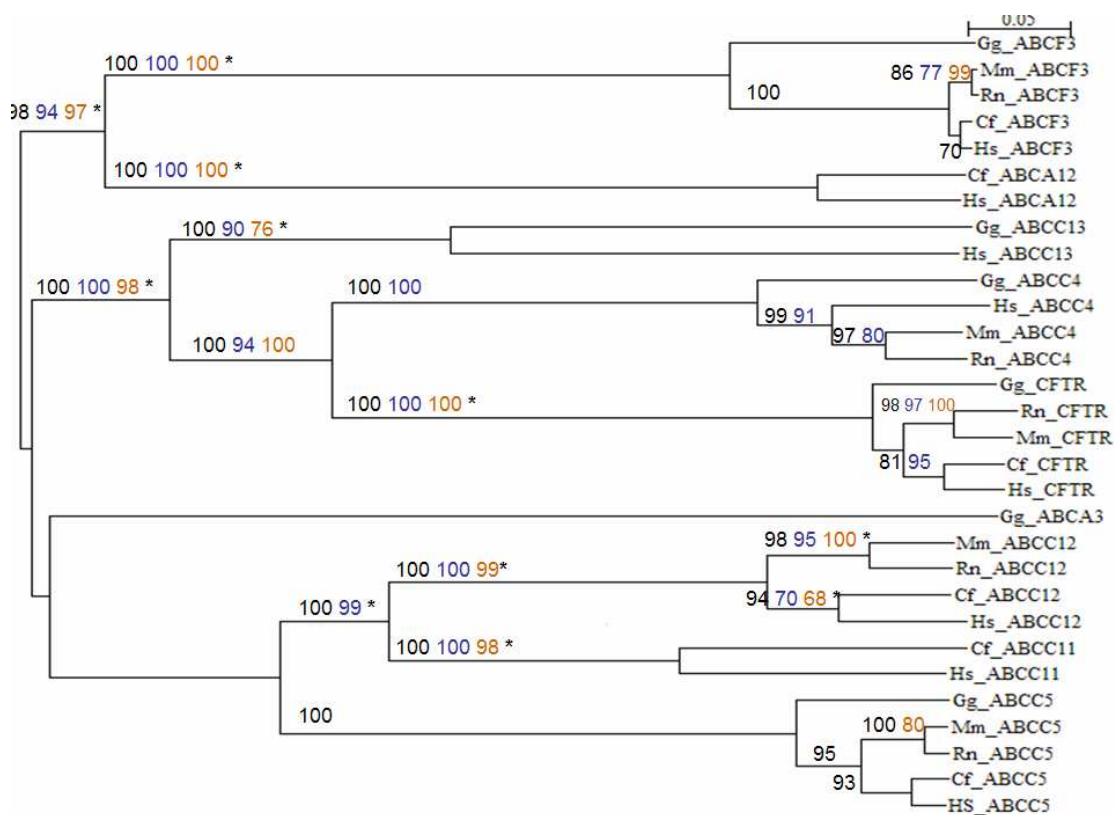 0.05
Gg_ABCF3
100 100 100 *
86 77 99 Mm_ABCF3
100
Rn_ABCF3
98 94 97 *
Cf_ABCF3
70 Hs_ABCF3
100 100 100 *
Cf_ABCA12
Hs_ABCA12
100 90 76 *
Gg_ABCC13
Hs_ABCC13
100 100 98 *
100 100
Gg_ABCC4
Hs_ABCC4
99 91
97 80
Mm_ABCC4
100 94 100
Rn_ABCC4
Gg_CFTR
100 100 100 *
98 97 100
Rn_CFTR
Mm_CFTR
81 95
Cf_CFTR
Hs_CFTR
Gg_ABCA3
98 95 100 *
Mm_ABCC12
100 100 99*
Rn_ABCC12
94 70 68 *
Cf_ABCC12
100 99 *
Hs_ABCC12
100 100 98 *
Cf_ABCC11
Hs_ABCC11
Gg_ABCC5
100
100 80
Mm_ABCC5
95
Rn_ABCC5
93
Cf_ABCC5
HS_ABCC5